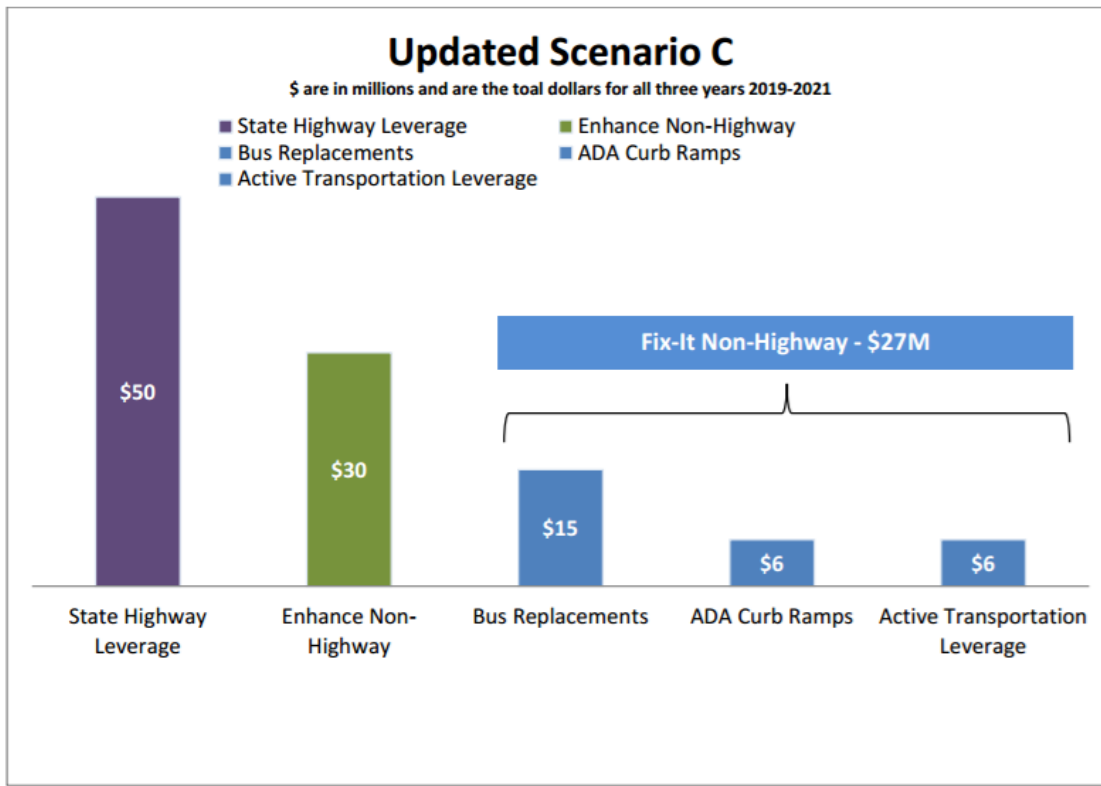 Updated Scenario C
$ are in millions and are the toal dollars for all three years 2019-2021
State Highway Leverage
Enhance Non-Highway
Bus Replacements
ADA Curb Ramps
Active Transportation Leverage
Fix-It Non-Highway - $27M
$50
$30
$15
$6
$6
State Highway
Leverage
Enhance Non-
Highway
Bus Replacements
ADA Curb Ramps
Active Transportation
Leverage